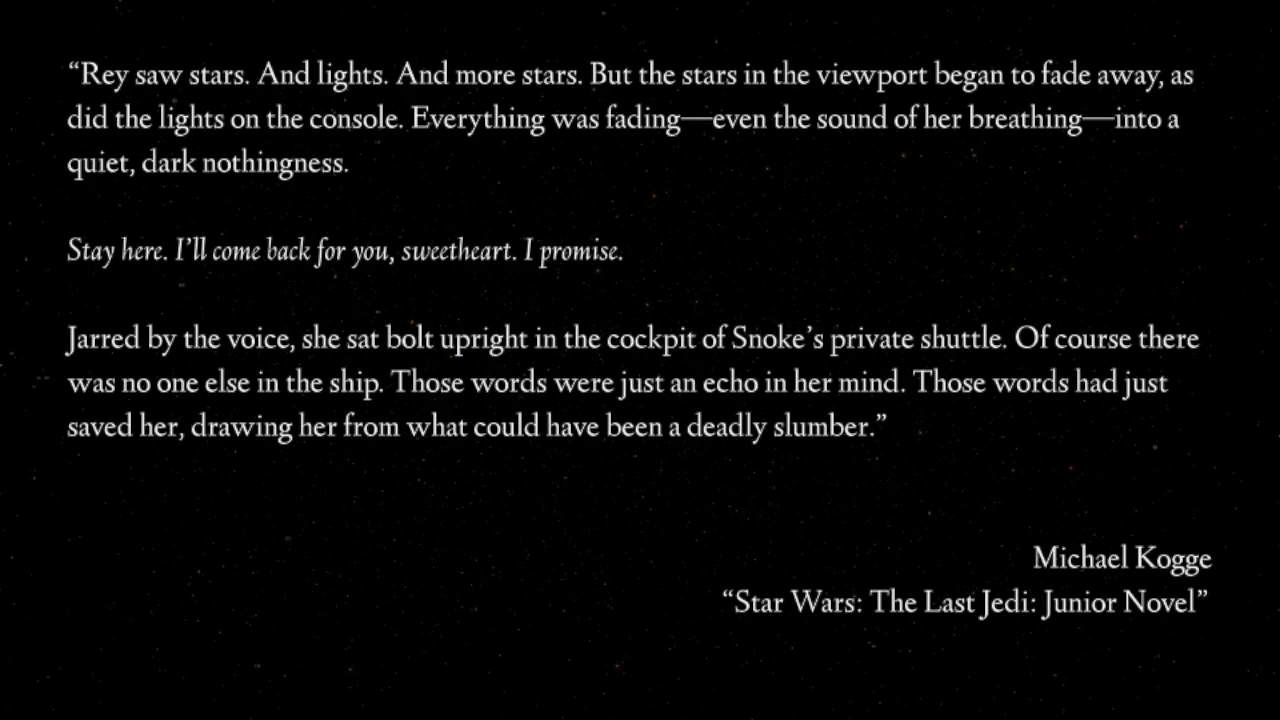 “Rey saw stars. And lights. And more stars. But the stars in the viewport began to fade away, as
did the lights on the console. Everything was fading—even the sound of her breathing—into a
quiet, dark nothingness.
Stay here. I’ll come back for you, sweetheart. I promise.
Jarred by the voice, she sat bolt upright in the cockpit of Snoke’s private shuttle. Of course there
was no one else in the ship. Those words were just an echo in her mind. Those words had just
saved her, drawing her from what could have been a deadly slumber.”
Michael Kogge
“Star Wars: The Last Jedi: Junior Novel”